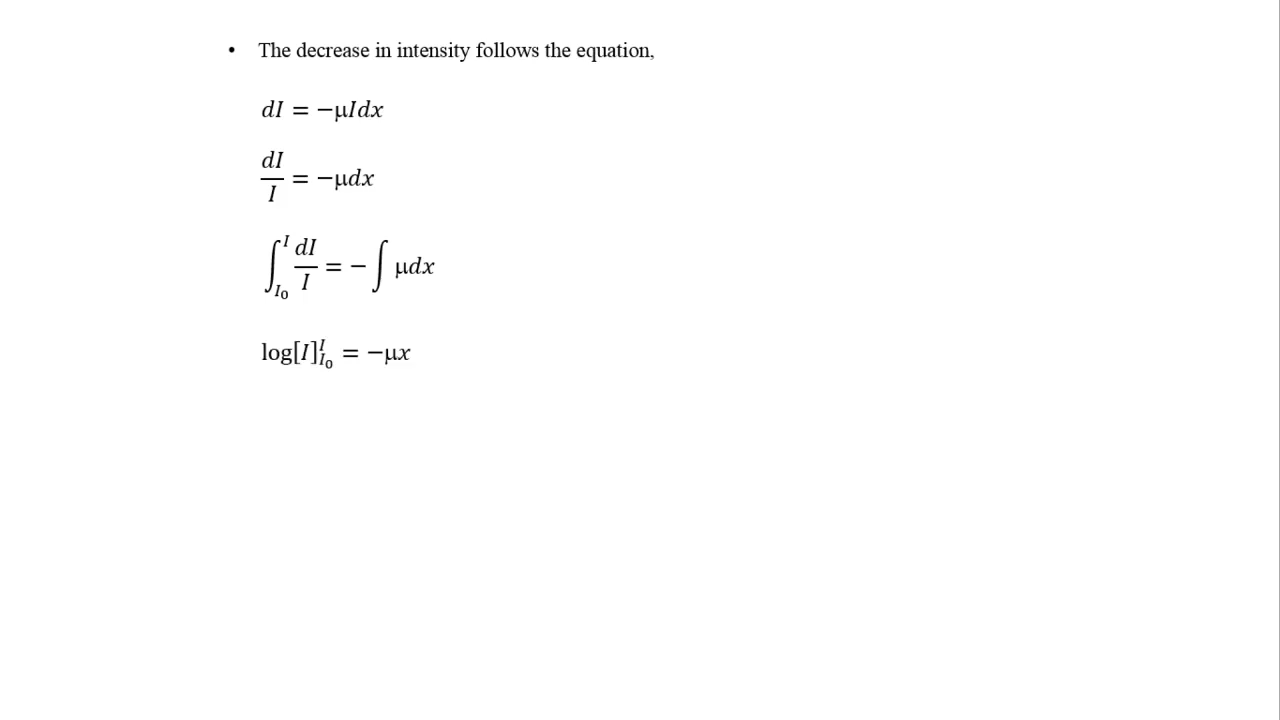 • The decrease in intensity follows the equation,
dI = −μIdx
dI/I = −μdx
∫_{I₀}^{I} dI/I = −∫ μdx
log[I]_{I₀}^{I} = −μx